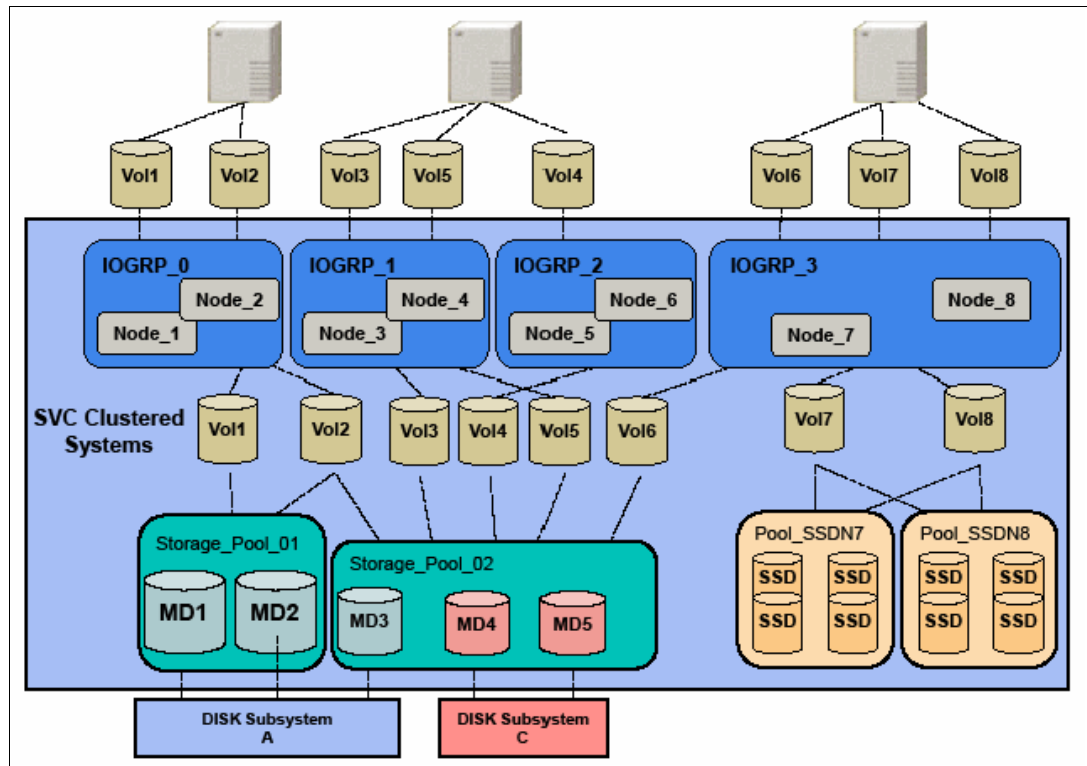 Vol1
Vol2
Vol3
Vol5
Vol4
Vol6
Vol7
Vol8
IOGRP_0
Node_2
Node_1
IOGRP_1
Node_4
Node_3
IOGRP_2
Node_6
Node_5
IOGRP_3
Node_8
Node_7
SVC Clustered
Systems
Vol1
Vol2
Vol3
Vol4
Vol5
Vol6
Vol7
Vol8
Storage_Pool_01
MD1
MD2
Storage_Pool_02
MD3
MD4
MD5
Pool_SSDN7
SSD
SSD
SSD
SSD
Pool_SSDN8
SSD
SSD
SSD
SSD
DISK Subsystem
A
DISK Subsystem
C